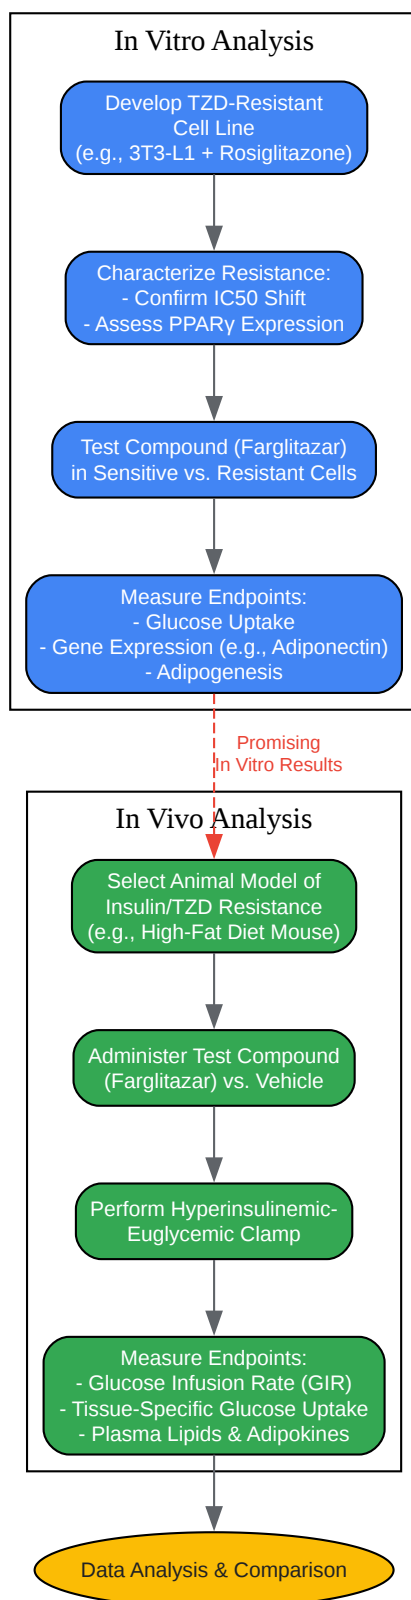 In Vitro Analysis
Develop TZD-Resistant
Cell Line
(e.g., 3T3-L1 + Rosiglitazone)
Characterize Resistance:
- Confirm IC50 Shift
- Assess PPARγ Expression
Test Compound (Farglitazar)
in Sensitive vs. Resistant Cells
Measure Endpoints:
- Glucose Uptake
- Gene Expression (e.g., Adiponectin)
- Adipogenesis
Promising
In Vitro Results
In Vivo Analysis
Select Animal Model of
Insulin/TZD Resistance
(e.g., High-Fat Diet Mouse)
Administer Test Compound
(Farglitazar) vs. Vehicle
Perform Hyperinsulinemic-
Euglycemic Clamp
Measure Endpoints:
- Glucose Infusion Rate (GIR)
- Tissue-Specific Glucose Uptake
- Plasma Lipids & Adipokines
Data Analysis & Comparison